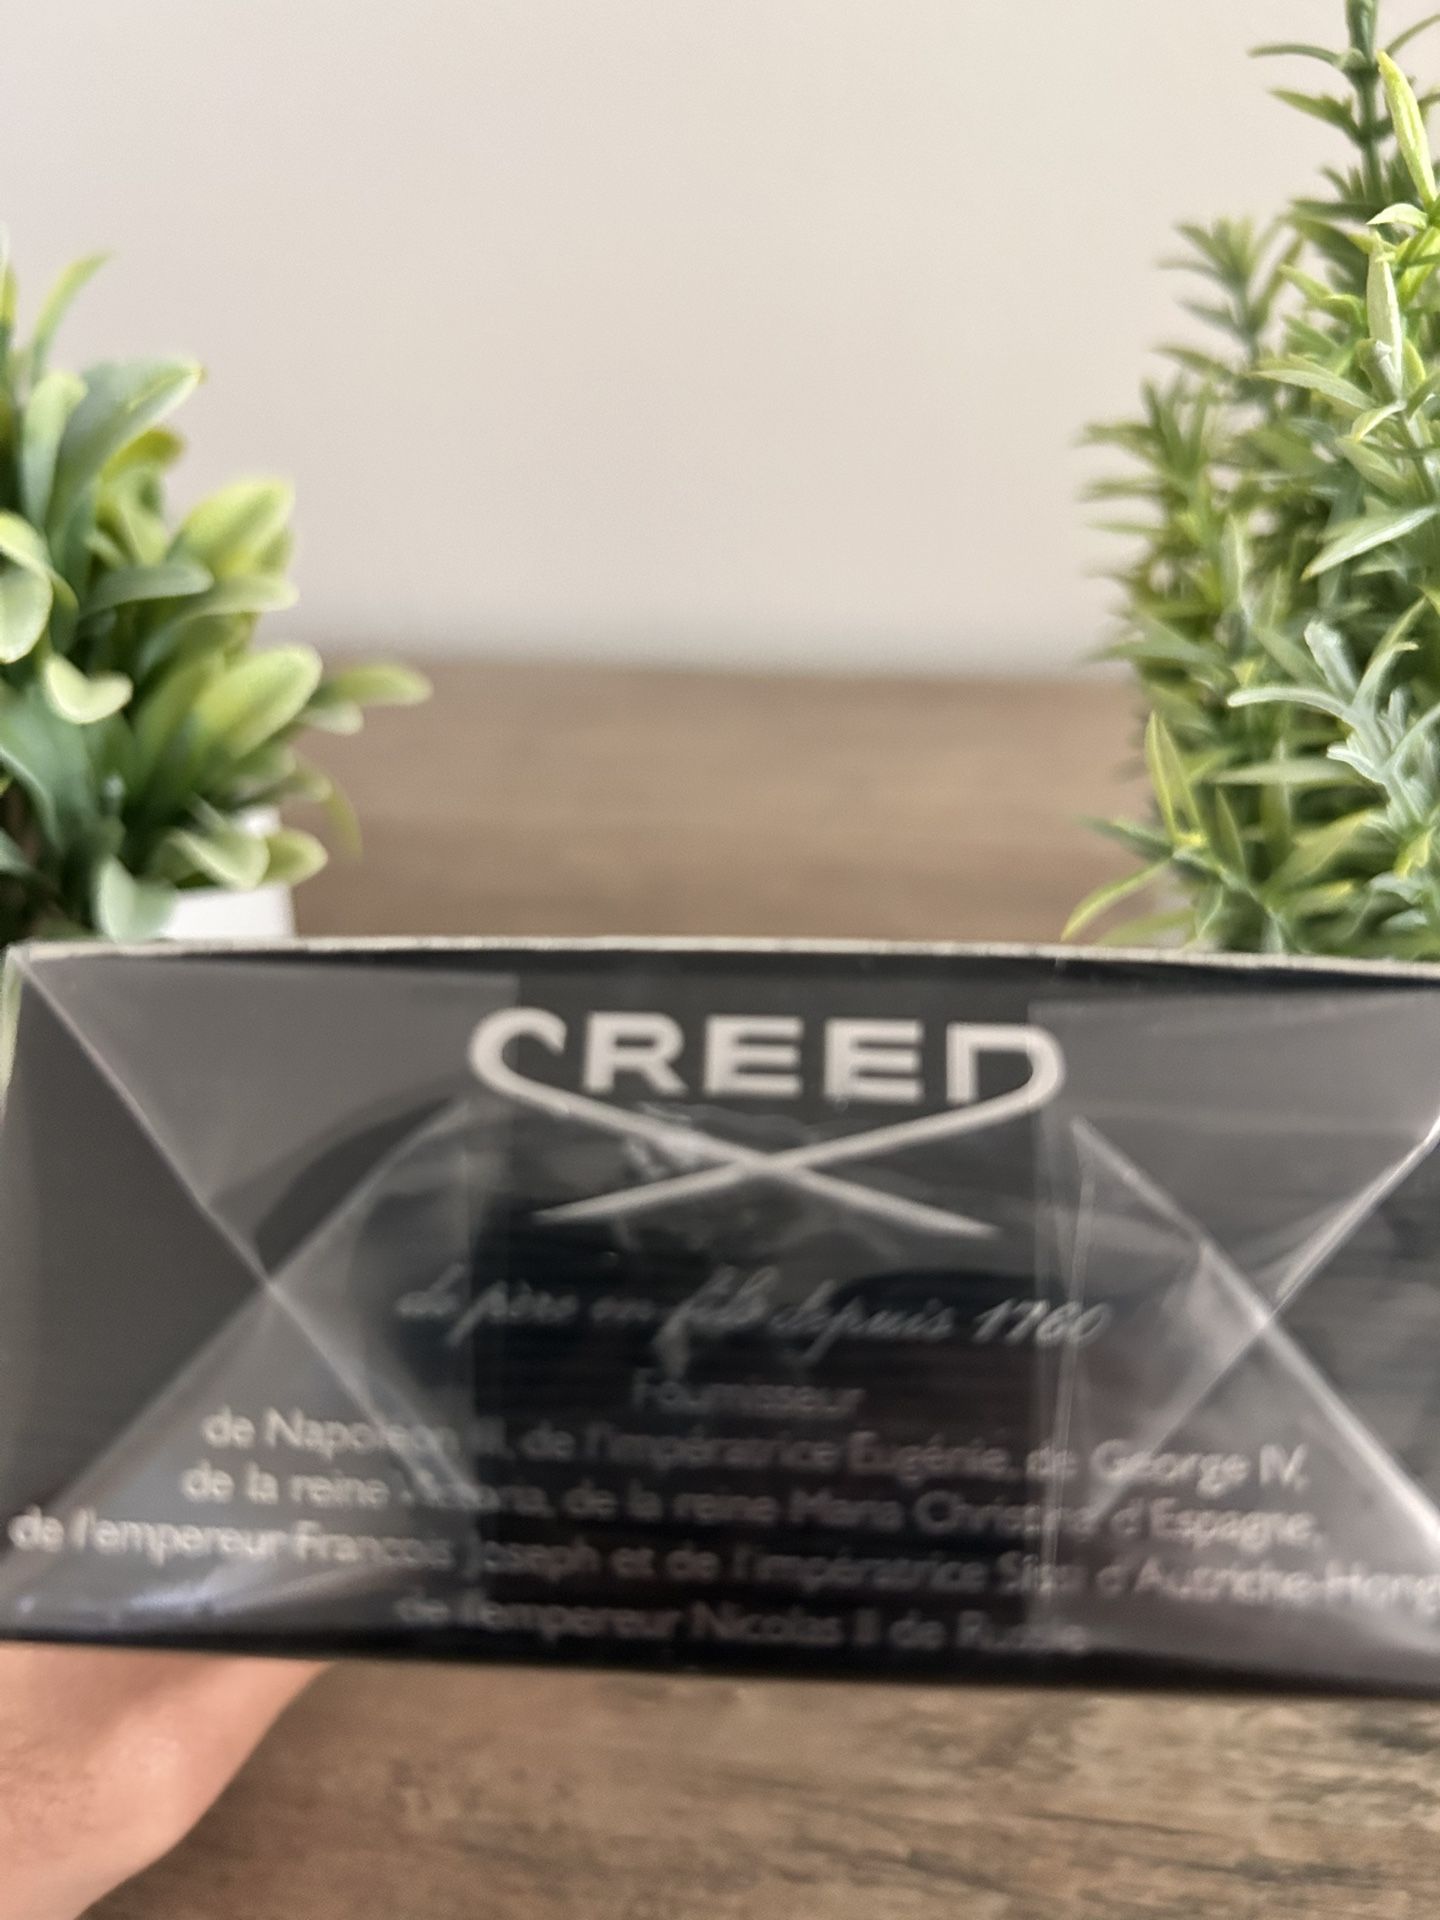 CREED
de père en fils depuis 1760
Fournisseur
de Napoleon III, de l'impératrice Eugénie, de George IV,
de la reine Victoria, de la reine Maria Christina d'Espagne,
de l'empereur François Joseph et de l'impératrice Sissi d'Autriche-Hong
de l'empereur Nicolas II de Russie